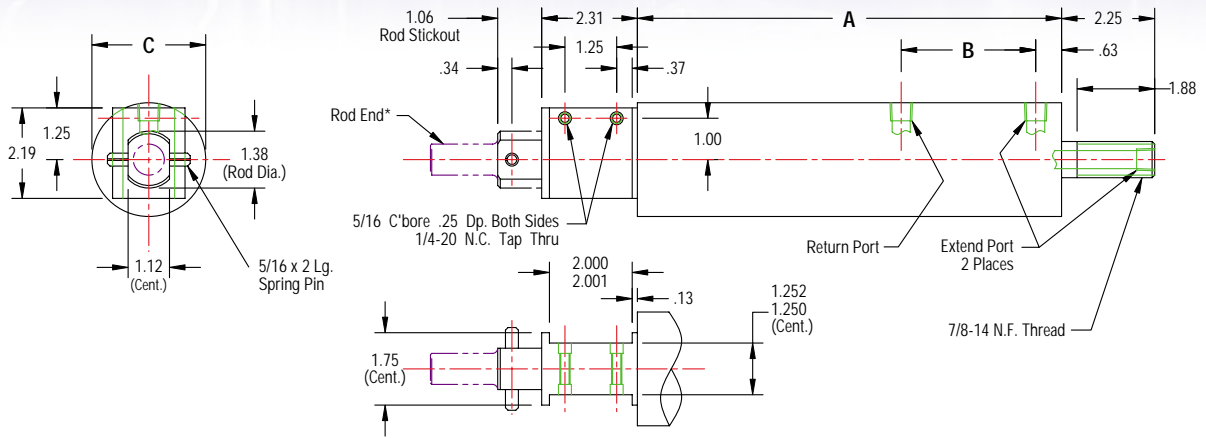 C
1.25
2.19
1.38
(Rod Dia.)
1.12
(Cent.)
5/16 x 2 Lg.
Spring Pin
1.06
Rod Stickout
2.31
A
2.25
1.25
B
.63
.34
.37
1.88
Rod End*
1.00
5/16 C'bore .25 Dp. Both Sides
1/4-20 N.C. Tap Thru
Return Port
Extend Port
2 Places
7/8-14 N.F. Thread
2.000
2.001
.13
1.252
1.250
(Cent.)
1.75
(Cent.)